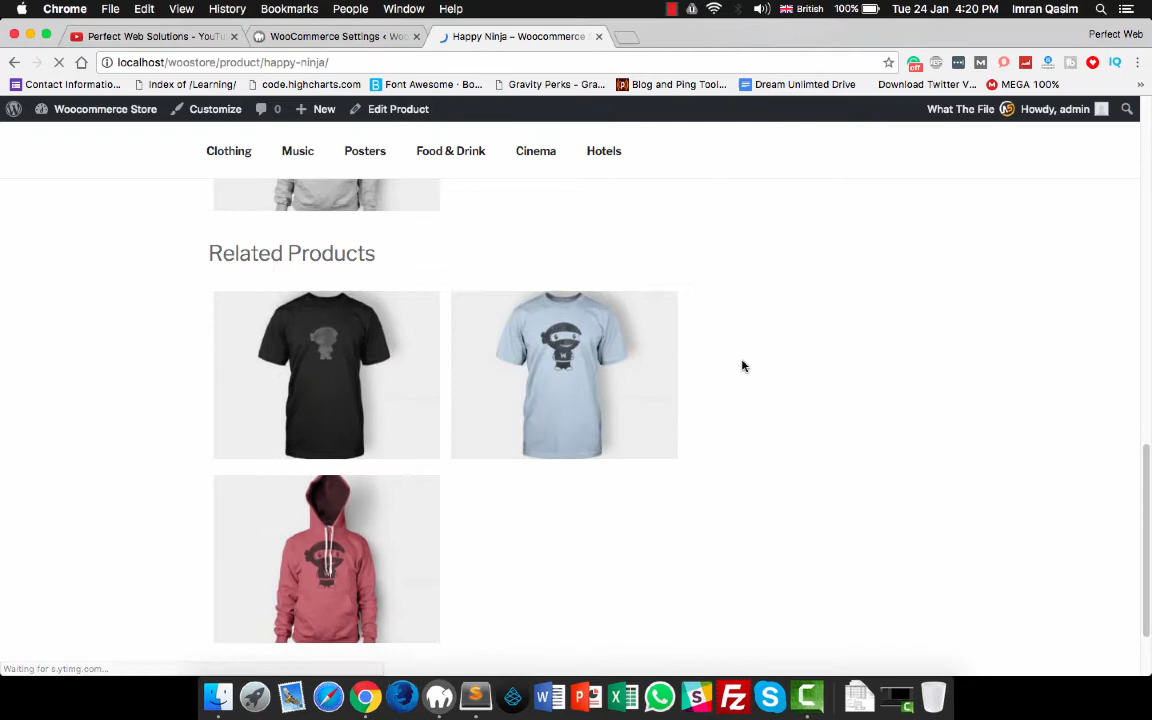 Chrome File Edit View History Bookmarks People Window Help British 100% Tue 24 Jan 4:20 PM Imran Qasim
Perfect Web Solutions - YouTu WooCommerce Settings ‹ Woo Happy Ninja – Woocommerce Perfect Web
localhost/woostore/product/happy-ninja/
Contact Informatio... Index of /Learning/ code.highcharts.com Font Awesome · Bo... Gravity Perks - Gra... Blog and Ping Tool... Dream Unlimted Drive Download Twitter V... MEGA 100% »
Woocommerce Store Customize 0 New Edit Product What The File Howdy, admin
Clothing Music Posters Food & Drink Cinema Hotels
Related Products
W
Waiting for s.ytimg.com...